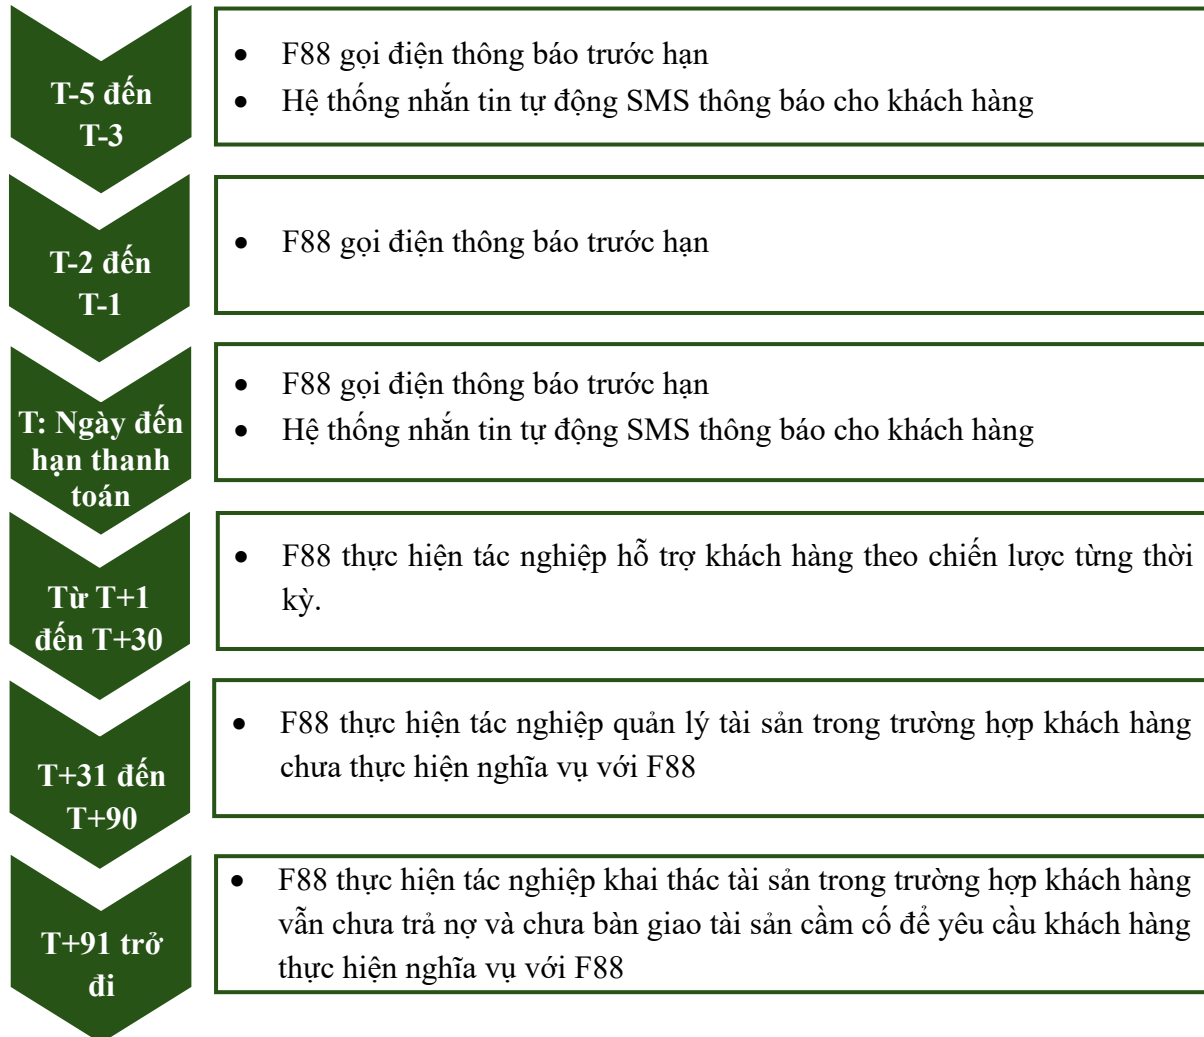 T-5 đến
T-3
• F88 gọi điện thông báo trước hạn
• Hệ thống nhắn tin tự động SMS thông báo cho khách hàng
T-2 đến
T-1
• F88 gọi điện thông báo trước hạn
T: Ngày đến
hạn thanh
toán
• F88 gọi điện thông báo trước hạn
• Hệ thống nhắn tin tự động SMS thông báo cho khách hàng
Từ T+1
đến T+30
• F88 thực hiện tác nghiệp hỗ trợ khách hàng theo chiến lược từng thời
kỳ.
T+31 đến
T+90
• F88 thực hiện tác nghiệp quản lý tài sản trong trường hợp khách hàng
chưa thực hiện nghĩa vụ với F88
T+91 trở
đi
• F88 thực hiện tác nghiệp khai thác tài sản trong trường hợp khách hàng
vẫn chưa trả nợ và chưa bàn giao tài sản cầm cố để yêu cầu khách hàng
thực hiện nghĩa vụ với F88